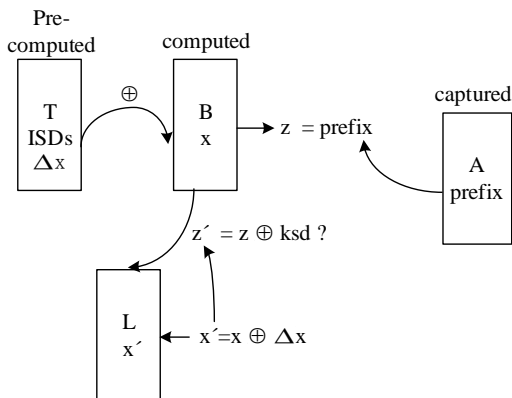 Pre-
computed
T
ISDs
Δx
⊕
computed
B
x
z = prefix
captured
A
prefix
z´ = z ⊕ ksd ?
L
x´
x´=x ⊕ Δx